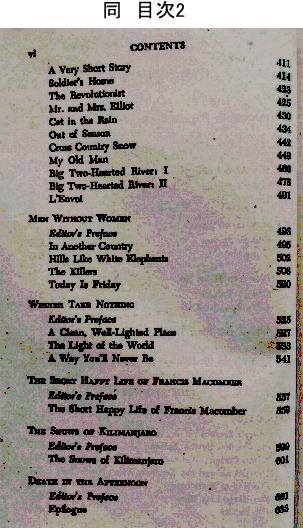 同 目次2
vi CONTENTS
A Very Short Story 411
Soldier's Home 414
The Revolutionist
Mr. and Mrs. Elliot 425
Cat in the Rain 430
Out of Season 434
Cross Country Snow 442
My Old Man 449
Big Two-Hearted River: I
Big Two-Hearted River: II 478
L'Envoi 491
MEN WITHOUT WOMEN
Editor's Preface 493
In Another Country 495
Hills Like White Elephants 502
The Killers 508
Today Is Friday 520
WINNER TAKE NOTHING
Editor's Preface 525
A Clean, Well-Lighted Place 527
The Light of the World 533
A Way You'll Never Be 541
THE SHORT HAPPY LIFE OF FRANCIS MACOMBER
Editor's Preface 557
The Short Happy Life of Francis Macomber 559
THE SNOWS OF KILIMANJARO
Editor's Preface 599
The Snows of Kilimanjaro 601
DEATH IN THE AFTERNOON
Editor's Preface 631
Epilogue 633